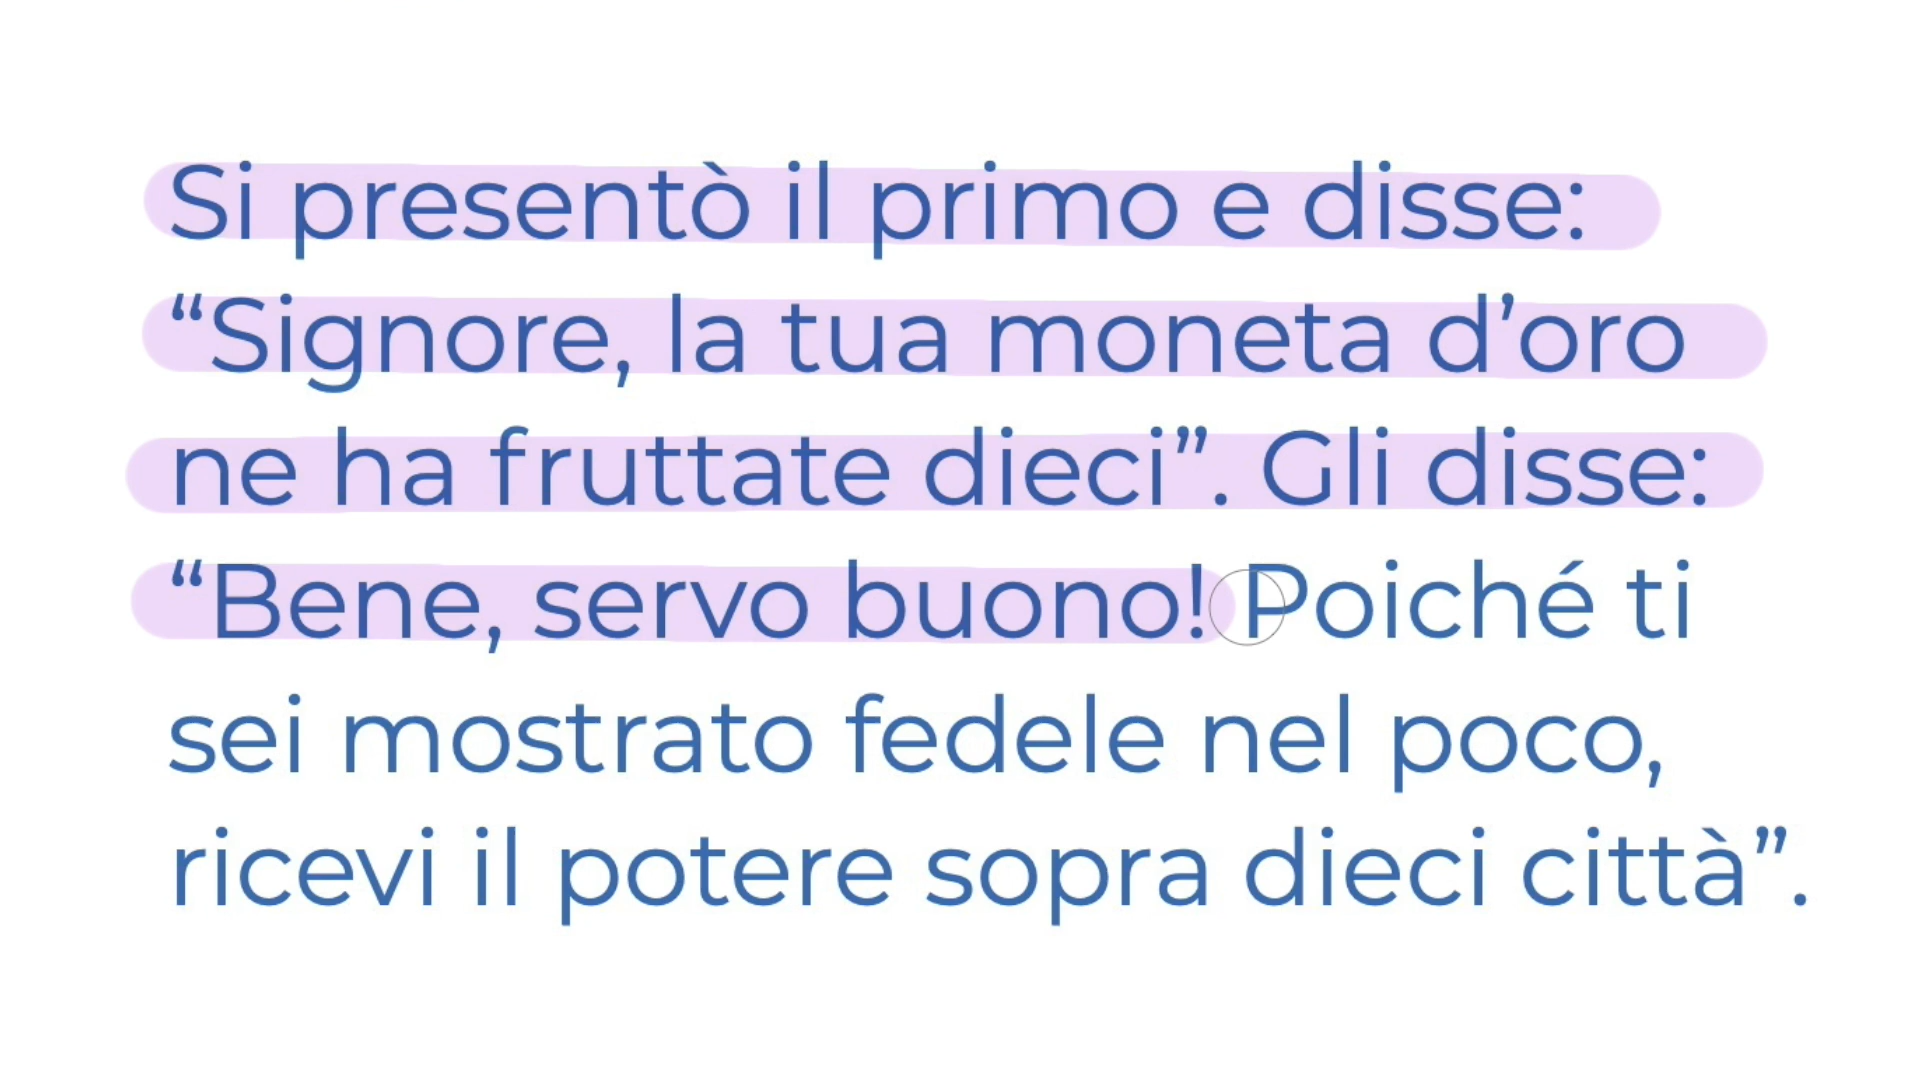 Si presentò il primo e disse:
“Signore, la tua moneta d’oro
ne ha fruttate dieci”. Gli disse:
“Bene, servo buono! Poiché ti
sei mostrato fedele nel poco,
ricevi il potere sopra dieci città”.